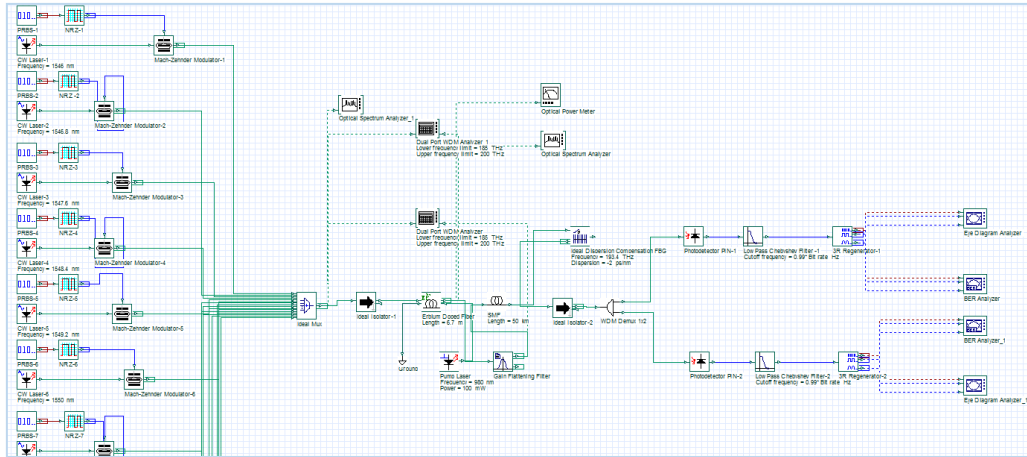 010..
PRBS-1
NRZ-1
CW Laser-1
Frequency = 1546 nm
Mach-Zehnder Modulator-1
010..
PRBS-2
NRZ -2
CW Laser-2
Frequency = 1546.8 nm
Mach-Zehnder Modulator-2
010..
PRBS-3
NRZ-3
CW Laser-3
Frequency = 1547.6 nm
Mach-Zehnder Modulator-3
010..
PRBS-4
NRZ-4
CW Laser-4
Frequency = 1548.4 nm
Mach-Zehnder Modulator-4
010..
PRBS-5
NRZ-5
CW Laser-5
Frequency = 1549.2 nm
Mach-Zehnder Modulator-5
010..
PRBS-6
NRZ-6
CW Laser-6
Frequency = 1550 nm
Mach-Zehnder Modulator-6
010..
PRBS-7
NRZ-7
Optical Spectrum Analyzer_1
Dual Port WDM Analyzer 1
Lower frequency limit = 185 THz
Upper frequency limit = 200 THz
Optical Power Meter
Optical Spectrum Analyzer
Dual Port WDM Analyzer
Lower frequency limit = 185 THz
Upper frequency limit = 200 THz
Ideal Mux
Ideal Isolator-1
Erbium Doped Fiber
Length = 6.7 m
Ground
Pump Laser
Frequency = 980 nm
Power = 100 mW
Gain Flattening Filter
SMF
Length = 50 km
Ideal Dispersion Compensation FBG
Frequency = 193.4 THz
Dispersion = -2 ps/nm
Ideal Isolator-2
WDM Demux 1x2
Photodetector PIN-1
Low Pass Chebyshev Filter -1
Cutoff frequency = 0.99* Bit rate Hz
3R Regenerator-1
Eye Diagram Analyzer
BER Analyzer
BER Analyzer_1
Photodetector PIN-2
Low Pass Chebyshev Filter-2
Cutoff frequency = 0.99* Bit rate Hz
3R Regenerator-2
Eye Diagram Analyzer_1